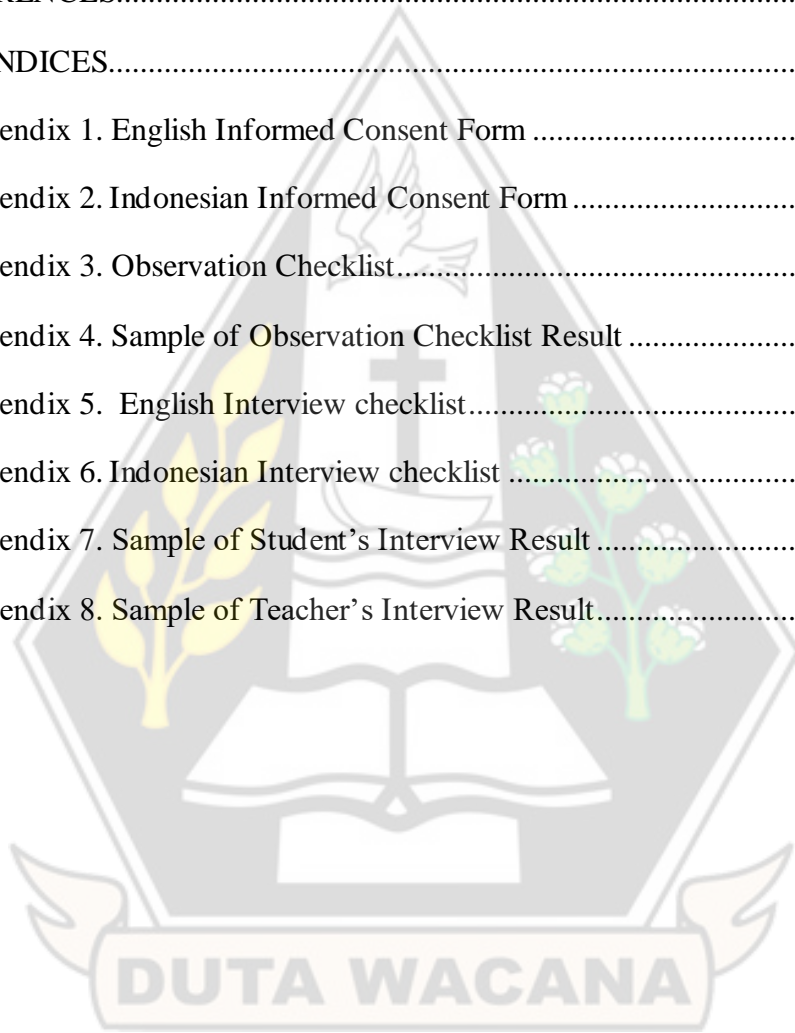 RENCES..............................................................................
NDICES...............................................................................
endix 1. English Informed Consent Form ........................
endix 2. Indonesian Informed Consent Form ..................
endix 3. Observation Checklist............................................
endix 4. Sample of Observation Checklist Result ..........
endix 5.  English Interview checklist..................................
endix 6. Indonesian Interview checklist ............................
endix 7. Sample of Student’s Interview Result ...............
endix 8. Sample of Teacher’s Interview Result...............
DUTA WACANA